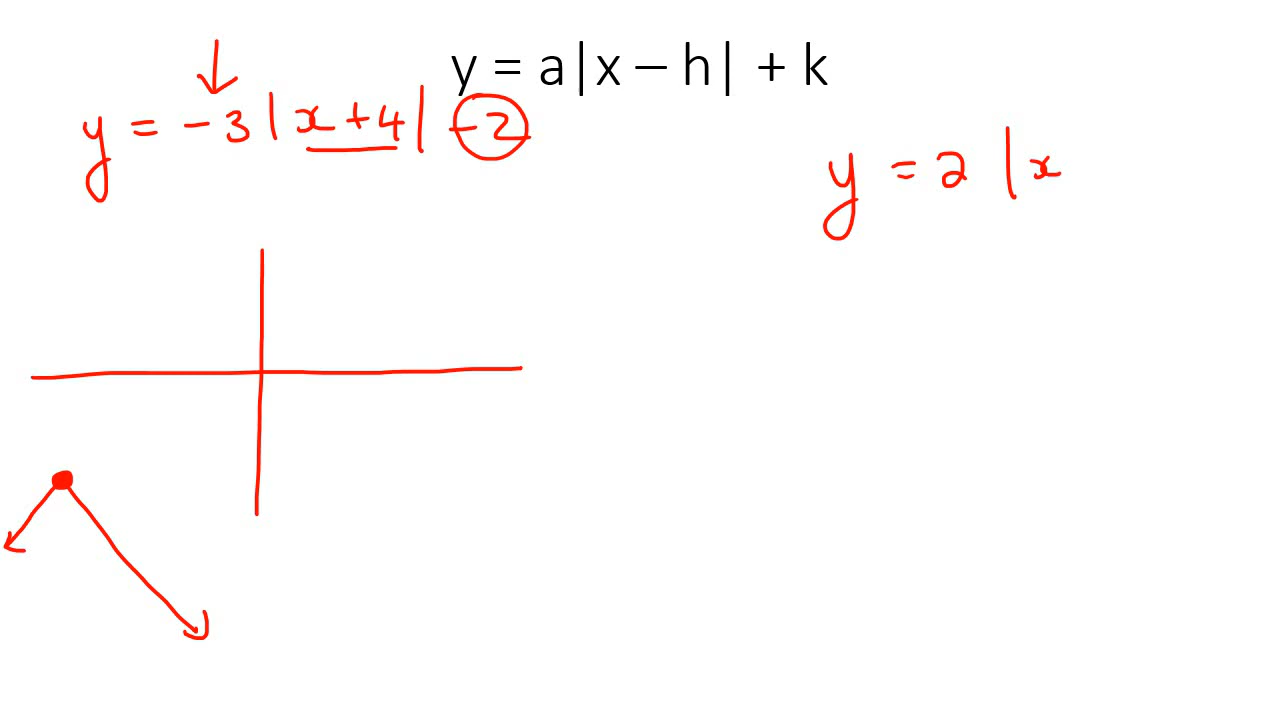 y = a|x – h| + k
y = -3|x+4| -2
y = 2 |x